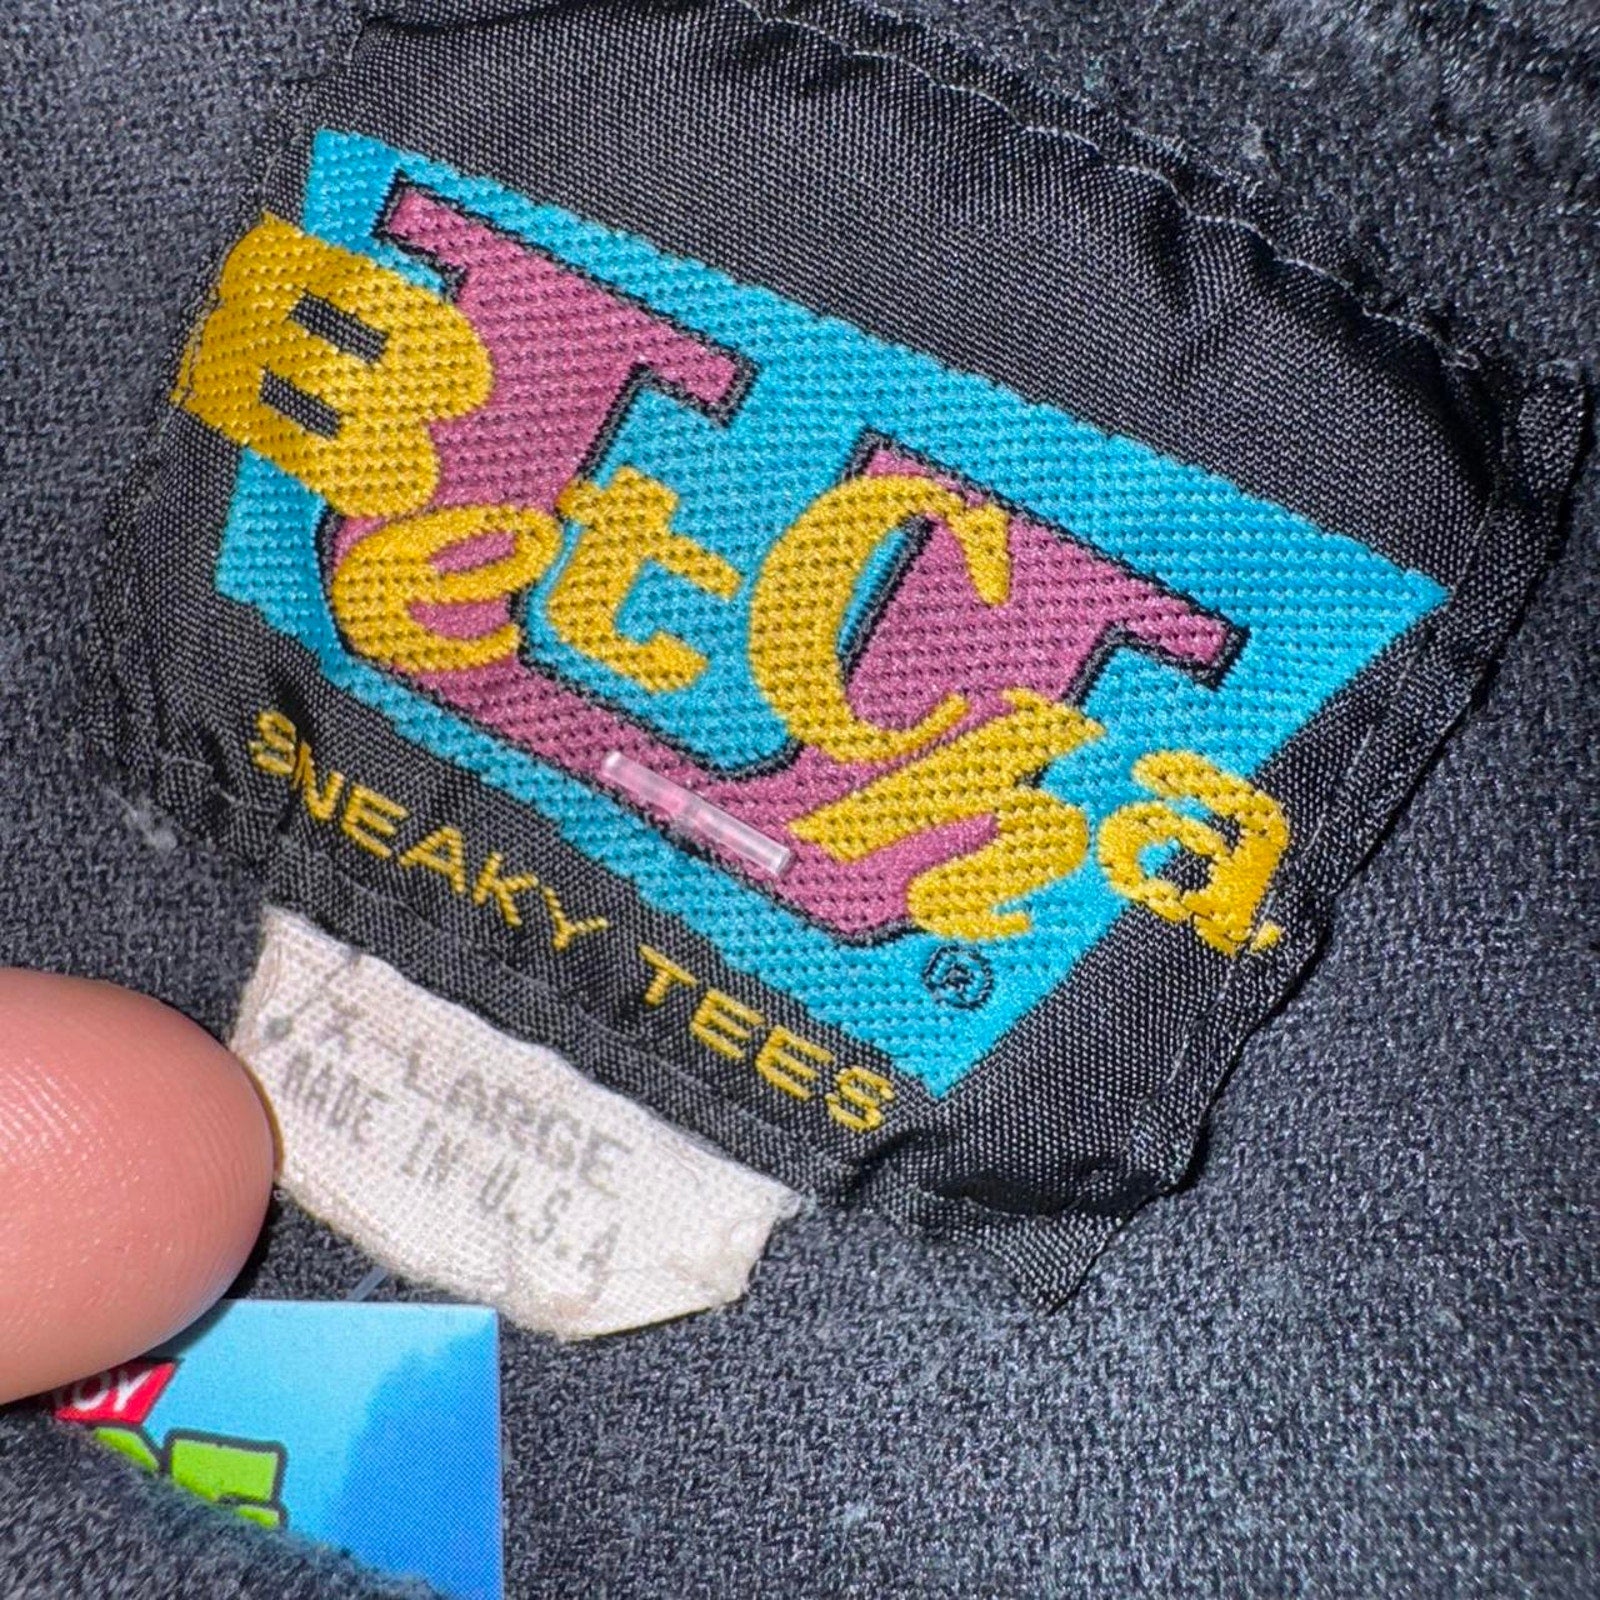 U
BetCha
®
SNEAKY TEES
X-LARGE
MADE IN U.S.A